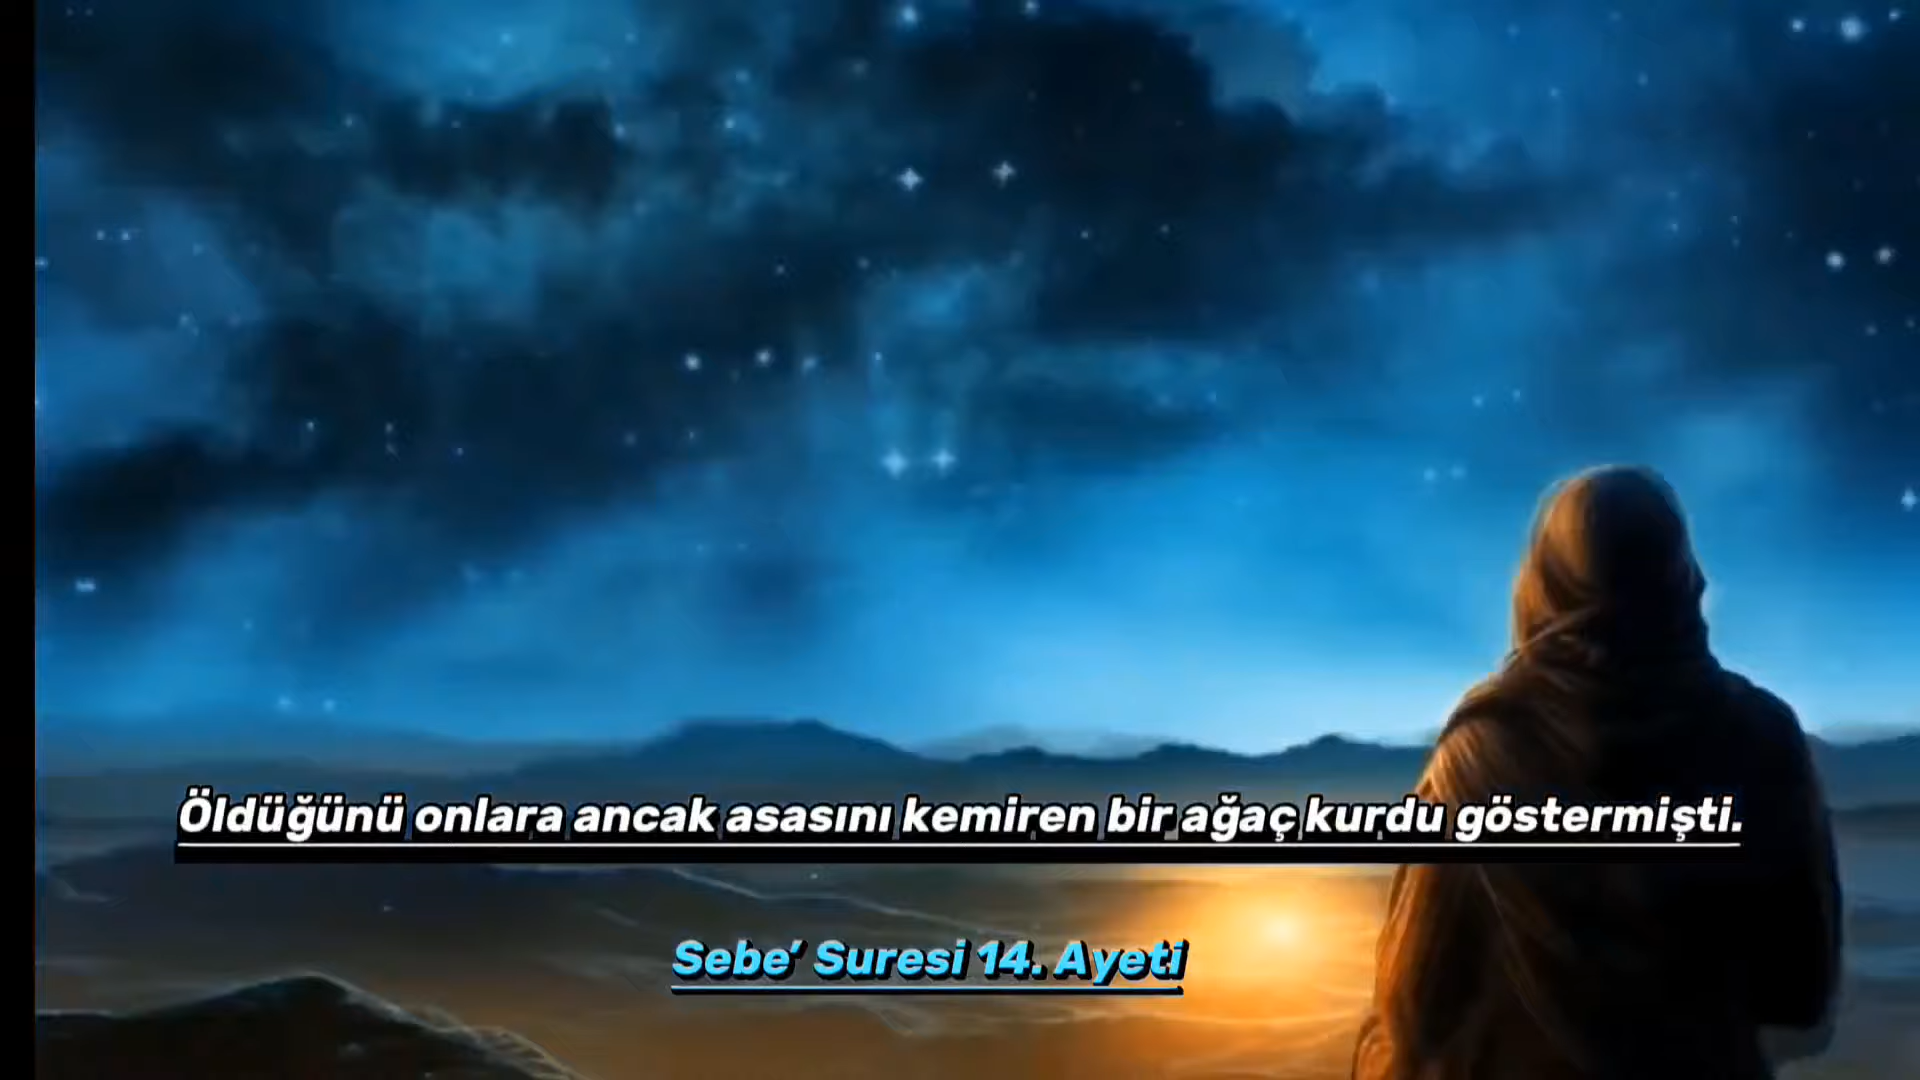 Öldüğünü onlara ancak asasını kemiren bir ağaç kurdu göstermişti.
Sebe’ Suresi 14. Ayeti